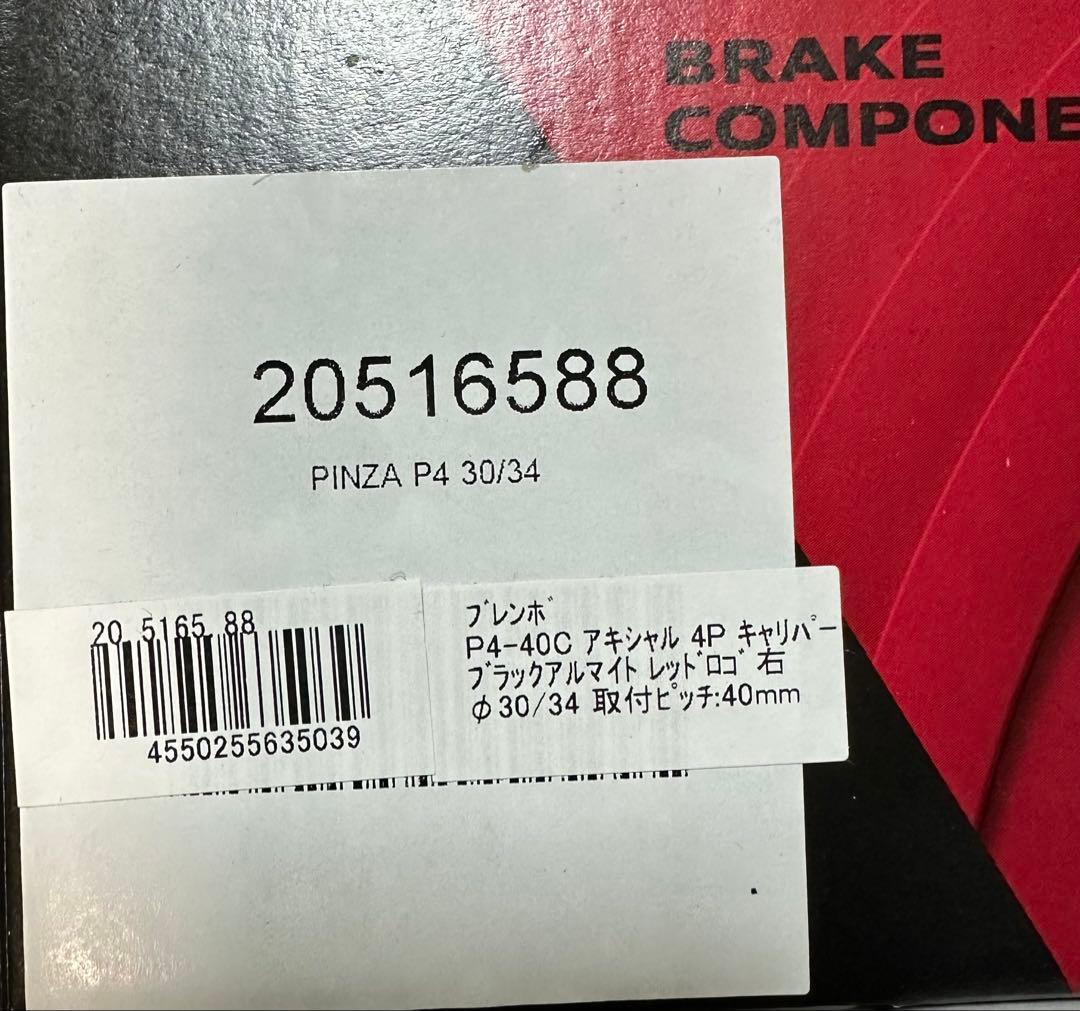 BRAKE
COMPONE
20516588
PINZA P4 30/34
20.5165.88
4550255635039
ﾌﾞﾚﾝﾎﾞ
P4-40C ｱｷｼｬﾙ 4P ｷｬﾘﾊﾟｰ
ﾌﾞﾗｯｸｱﾙﾏｲﾄ ﾚｯﾄﾞﾛｺﾞ 右
φ30/34 取付ﾋﾟｯﾁ:40mm